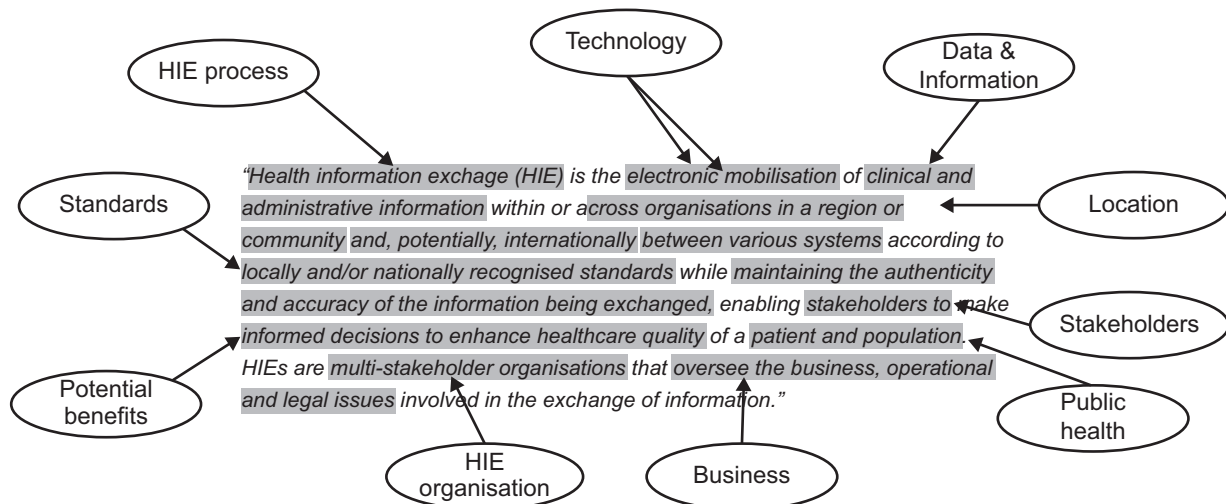 Technology
Data &
Information
HIE process
“Health information exchage (HIE) is the electronic mobilisation of clinical and
administrative information within or across organisations in a region or
community and, potentially, internationally between various systems according to
locally and/or nationally recognised standards while maintaining the authenticity
and accuracy of the information being exchanged, enabling stakeholders to make
informed decisions to enhance healthcare quality of a patient and population.
HIEs are multi-stakeholder organisations that oversee the business, operational
and legal issues involved in the exchange of information.”
Standards
Location
Stakeholders
Potential
benefits
Public
health
HIE
organisation
Business